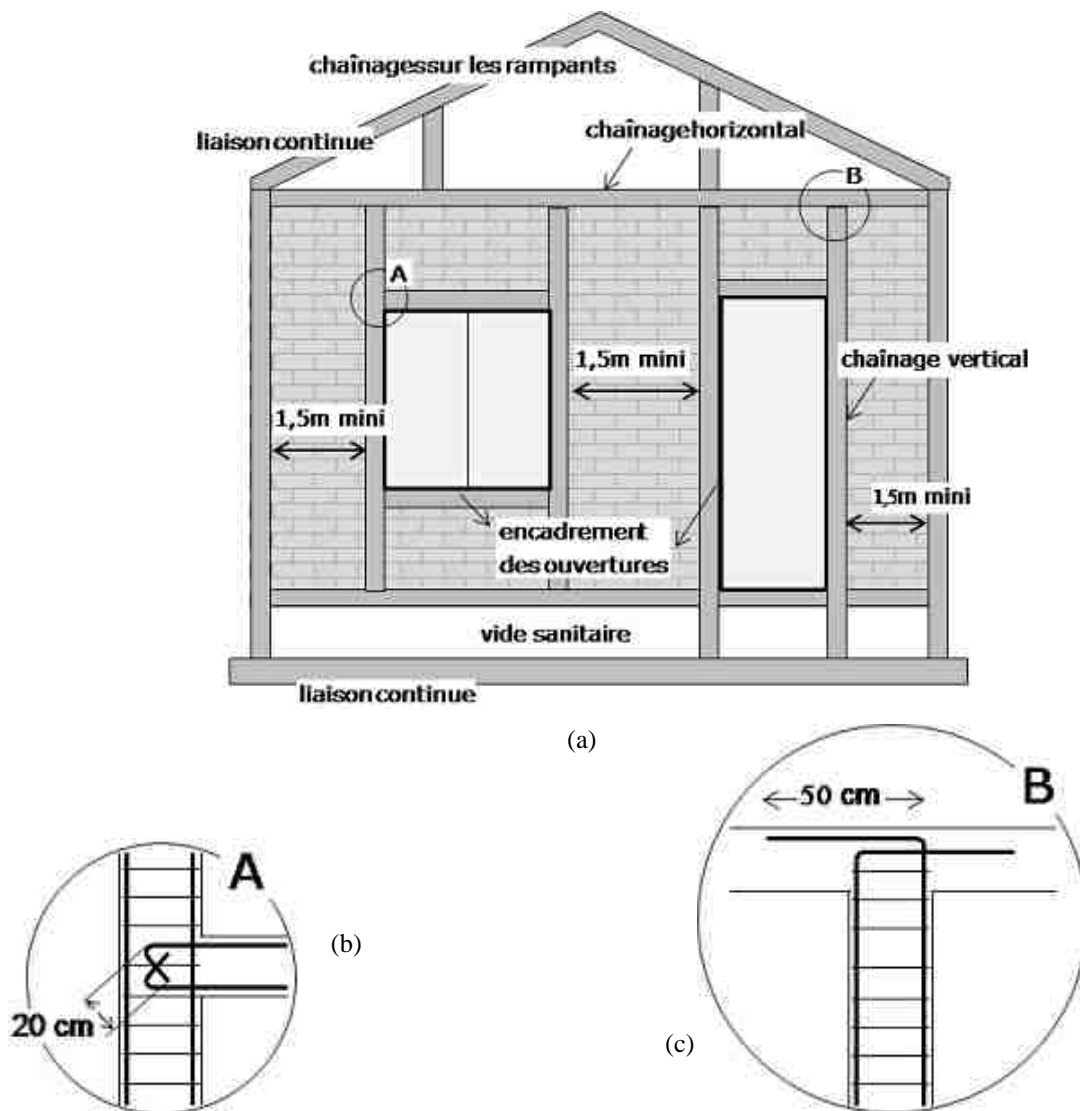 chaînagessur les rampants
liaison continue
chaînagehorizontal
B
A
1,5m mini
chaînage vertical
1,5m mini
1,5m mini
encadrement
des ouvertures
vide sanitaire
liaison continue
(a)
50 cm
B
A
(b)
20 cm
(c)